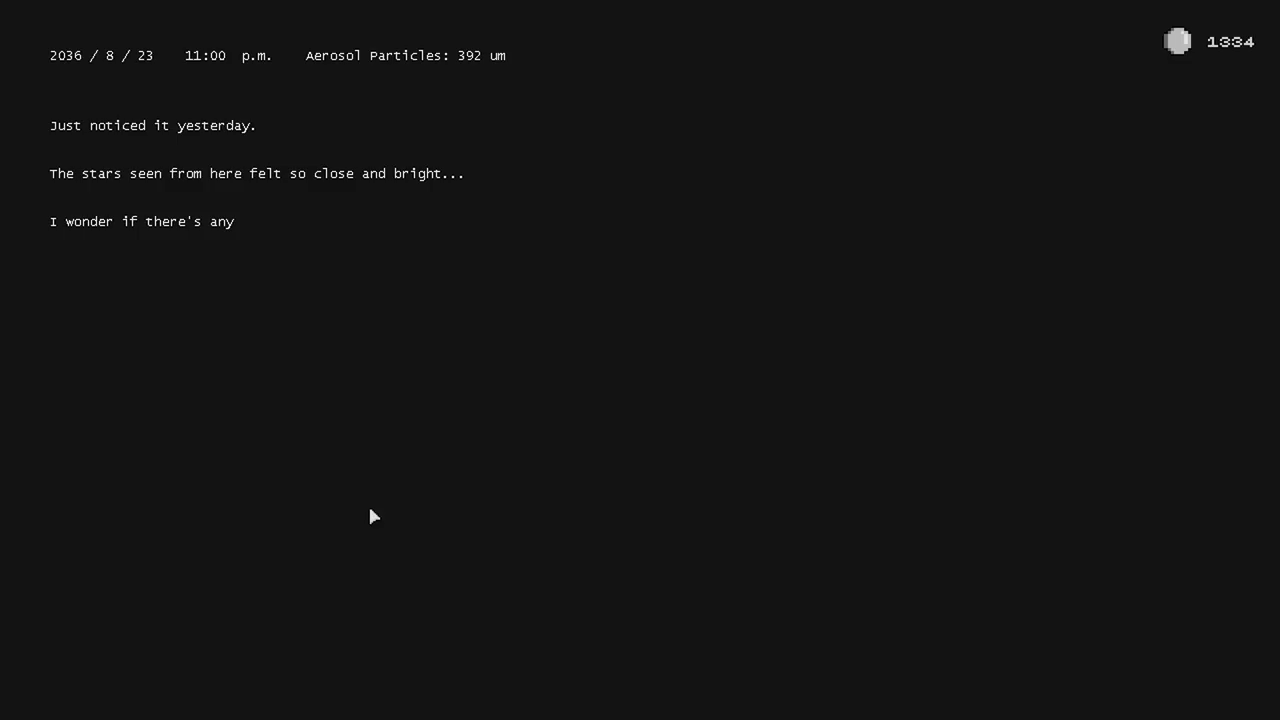 2036 / 8 / 23 11:00 p.m. Aerosol Particles: 392 um
1334
Just noticed it yesterday.
The stars seen from here felt so close and bright...
I wonder if there's any